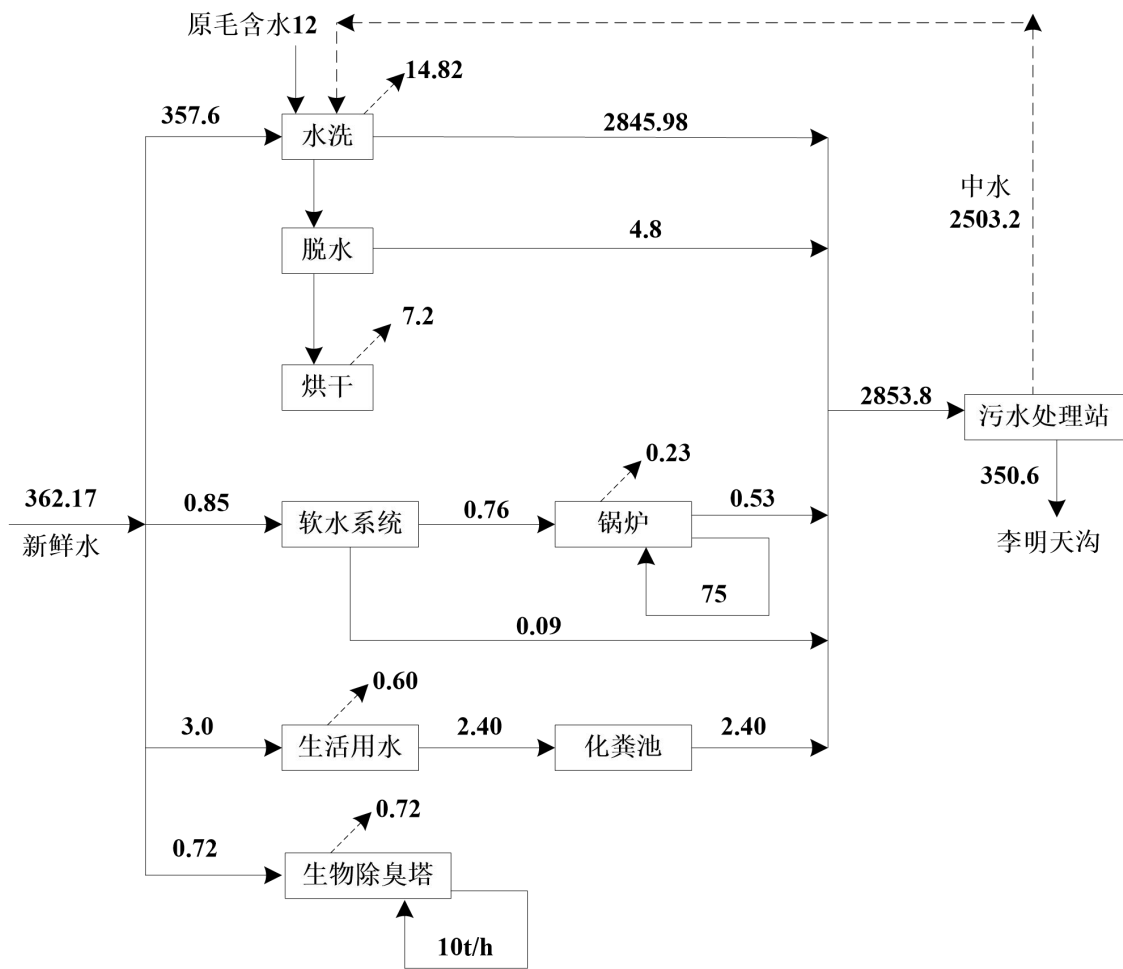 原毛含水12
14.82
357.6
水洗
2845.98
中水
2503.2
脱水
4.8
7.2
烘干
2853.8
污水处理站
350.6
李明天沟
362.17
新鲜水
0.85
软水系统
0.76
0.23
锅炉
0.53
75
0.09
0.60
3.0
生活用水
2.40
化粪池
2.40
0.72
0.72
生物除臭塔
10t/h